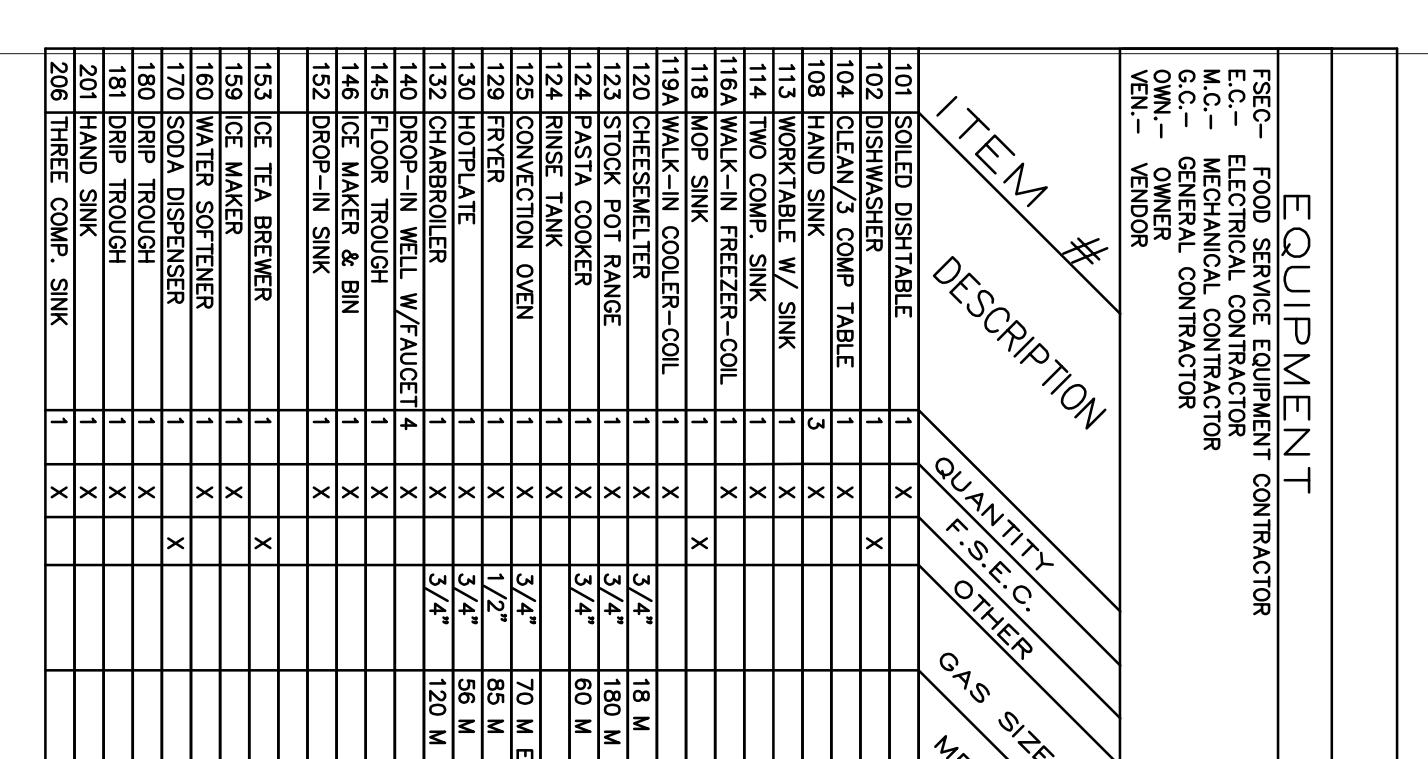 EQUIPMENT
FSEC– FOOD SERVICE EQUIPMENT CONTRACTOR
E.C.– ELECTRICAL CONTRACTOR
M.C.– MECHANICAL CONTRACTOR
G.C.– GENERAL CONTRACTOR
OWN.– OWNER
VEN.– VENDOR
ITEM # DESCRIPTION QUANTITY F.S.E.C. OTHER GAS SIZE
101 SOILED DISHTABLE 1 X
102 DISHWASHER 1 X
104 CLEAN/3 COMP TABLE 1 X
108 HAND SINK 3 X
113 WORKTABLE W/ SINK 1 X
114 TWO COMP. SINK 1 X
116A WALK–IN FREEZER–COIL 1 X
118 MOP SINK 1 X
119A WALK–IN COOLER–COIL 1 X
120 CHEESEMELTER 1 X 3/4" 18 M
123 STOCK POT RANGE 1 X 3/4" 180 M
124 PASTA COOKER 1 X 3/4" 60 M
124 RINSE TANK 1 X
125 CONVECTION OVEN 1 X 3/4" 70 M E
129 FRYER 1 X 1/2" 85 M
130 HOTPLATE 1 X 3/4" 56 M
132 CHARBROILER 1 X 3/4" 120 M
140 DROP–IN WELL W/FAUCET 4 X
145 FLOOR TROUGH 1 X
146 ICE MAKER & BIN 1 X
152 DROP–IN SINK 1 X
153 ICE TEA BREWER 1 X
159 ICE MAKER 1 X
160 WATER SOFTENER 1 X
170 SODA DISPENSER 1 X
180 DRIP TROUGH 1 X
181 DRIP TROUGH 1 X
201 HAND SINK 1 X
206 THREE COMP. SINK 1 X